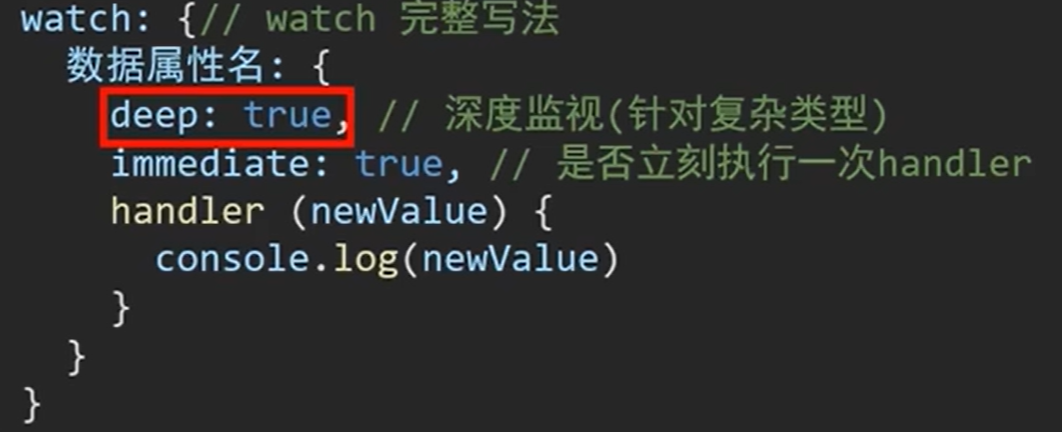 watch: {// watch 完整写法
数据属性名: {
deep: true, // 深度监视(针对复杂类型)
immediate: true, // 是否立刻执行一次handler
handler (newValue) {
console.log(newValue)
}
}
}